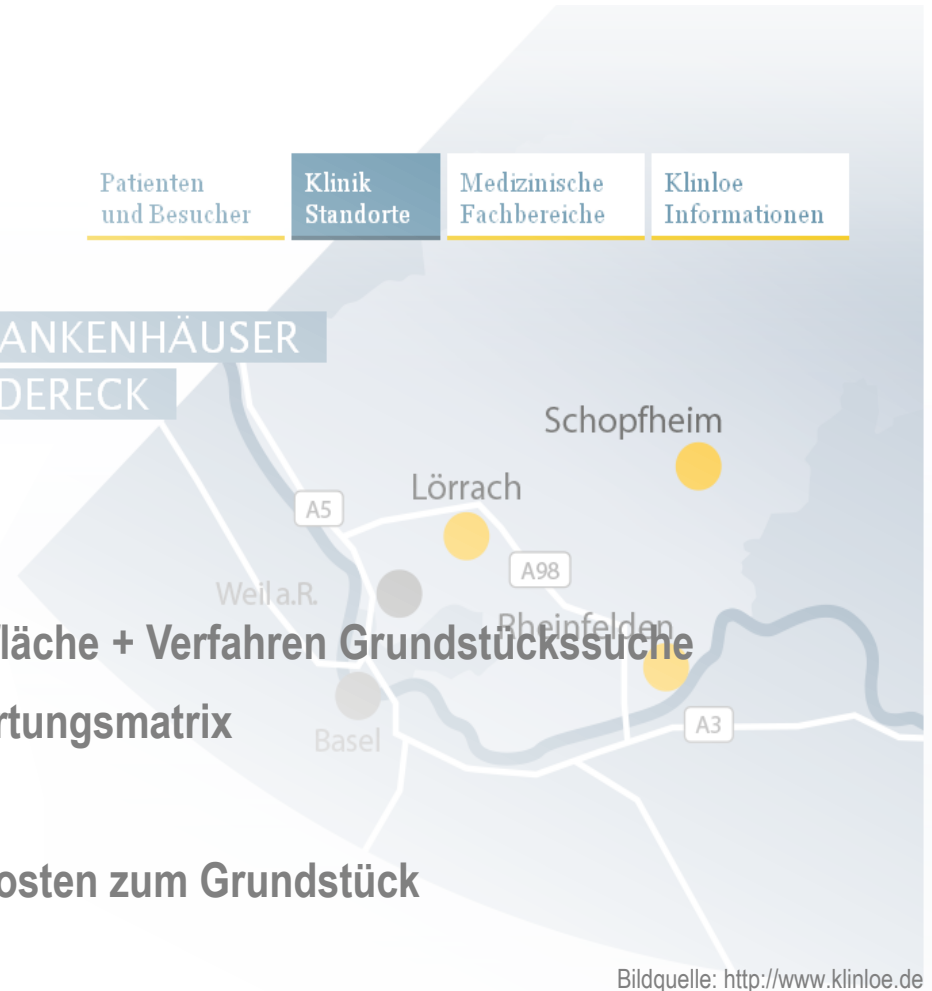 Patienten
und Besucher
Klinik
Standorte
Medizinische
Fachbereiche
Klinloe
Informationen
ANKENHÄUSER
DERECK
Schopfheim
Lörrach
A5
A98
Weil a.R.
Rheinfelden
läche + Verfahren Grundstückssuche
rtungsmatrix
Basel
A3
osten zum Grundstück
Bildquelle: http://www.klinloe.de